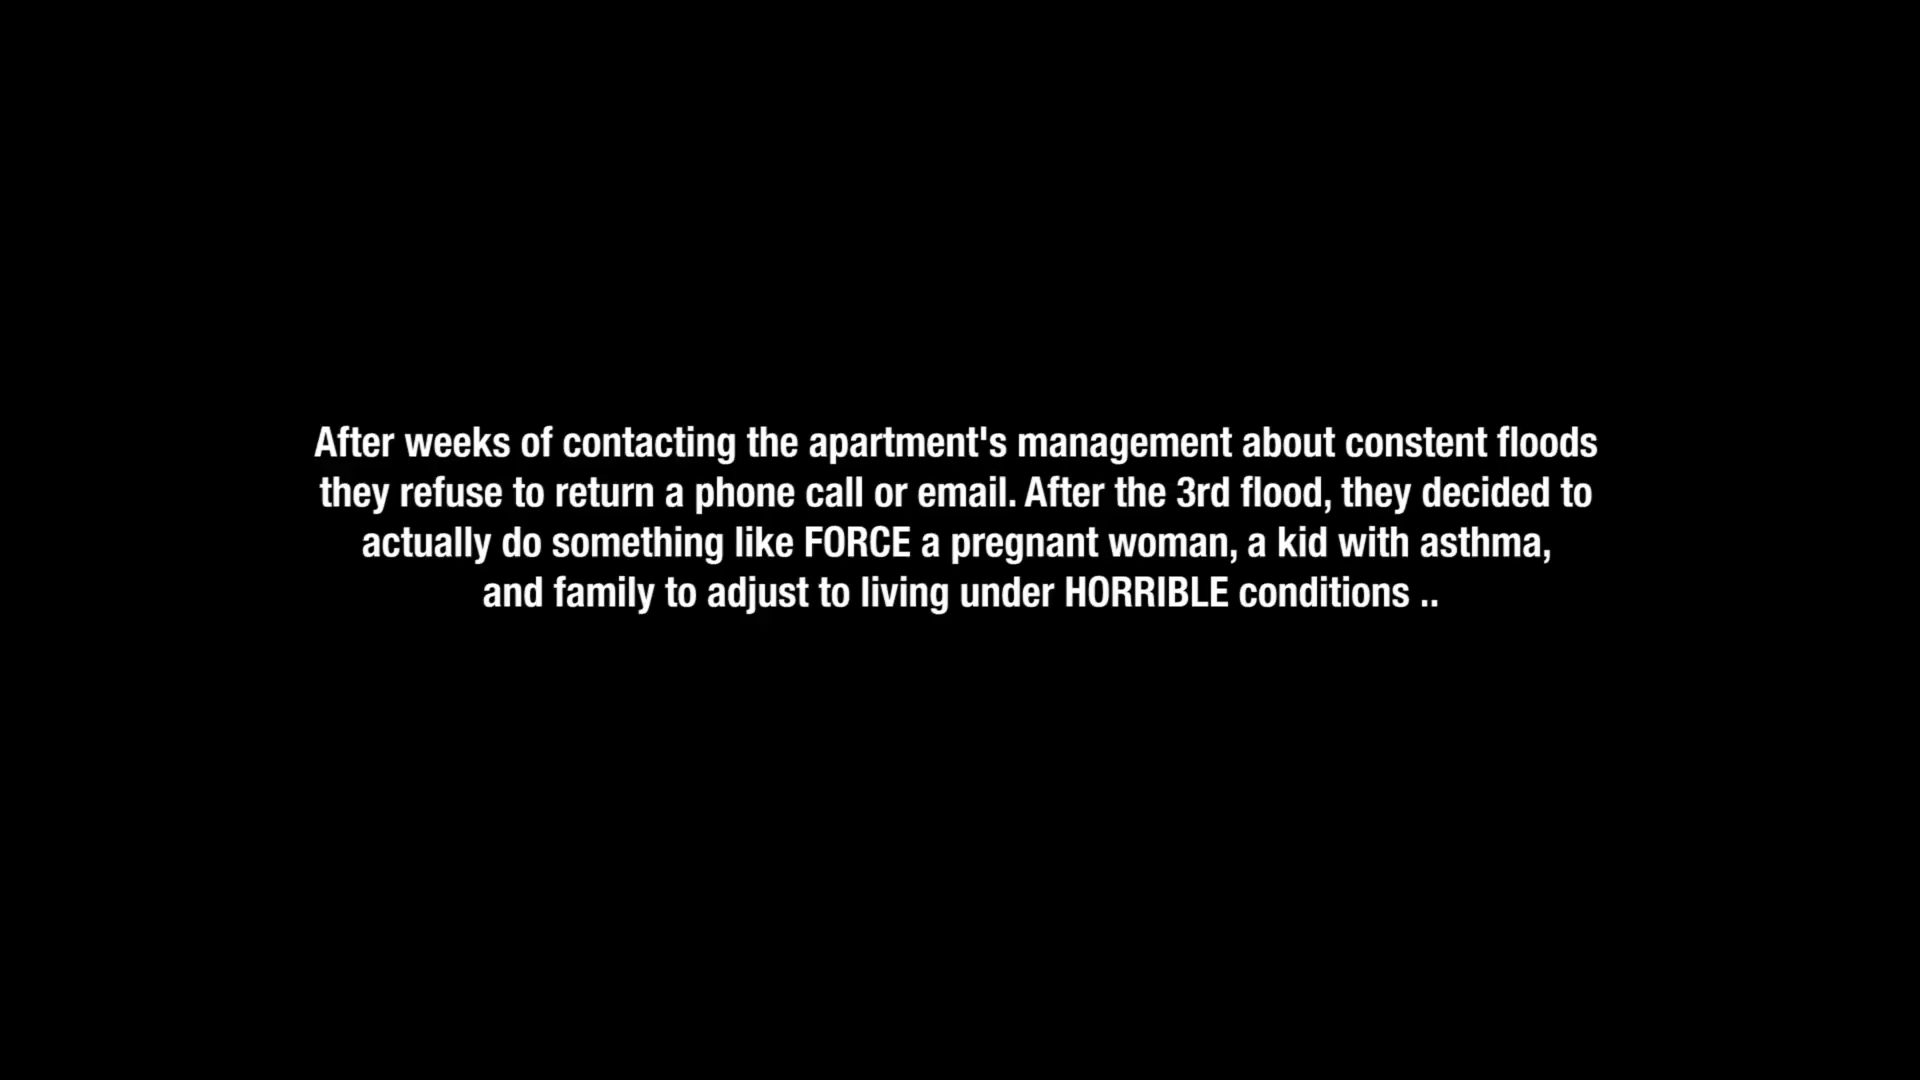 After weeks of contacting the apartment's management about constent floods
they refuse to return a phone call or email. After the 3rd flood, they decided to
actually do something like FORCE a pregnant woman, a kid with asthma,
and family to adjust to living under HORRIBLE conditions ..